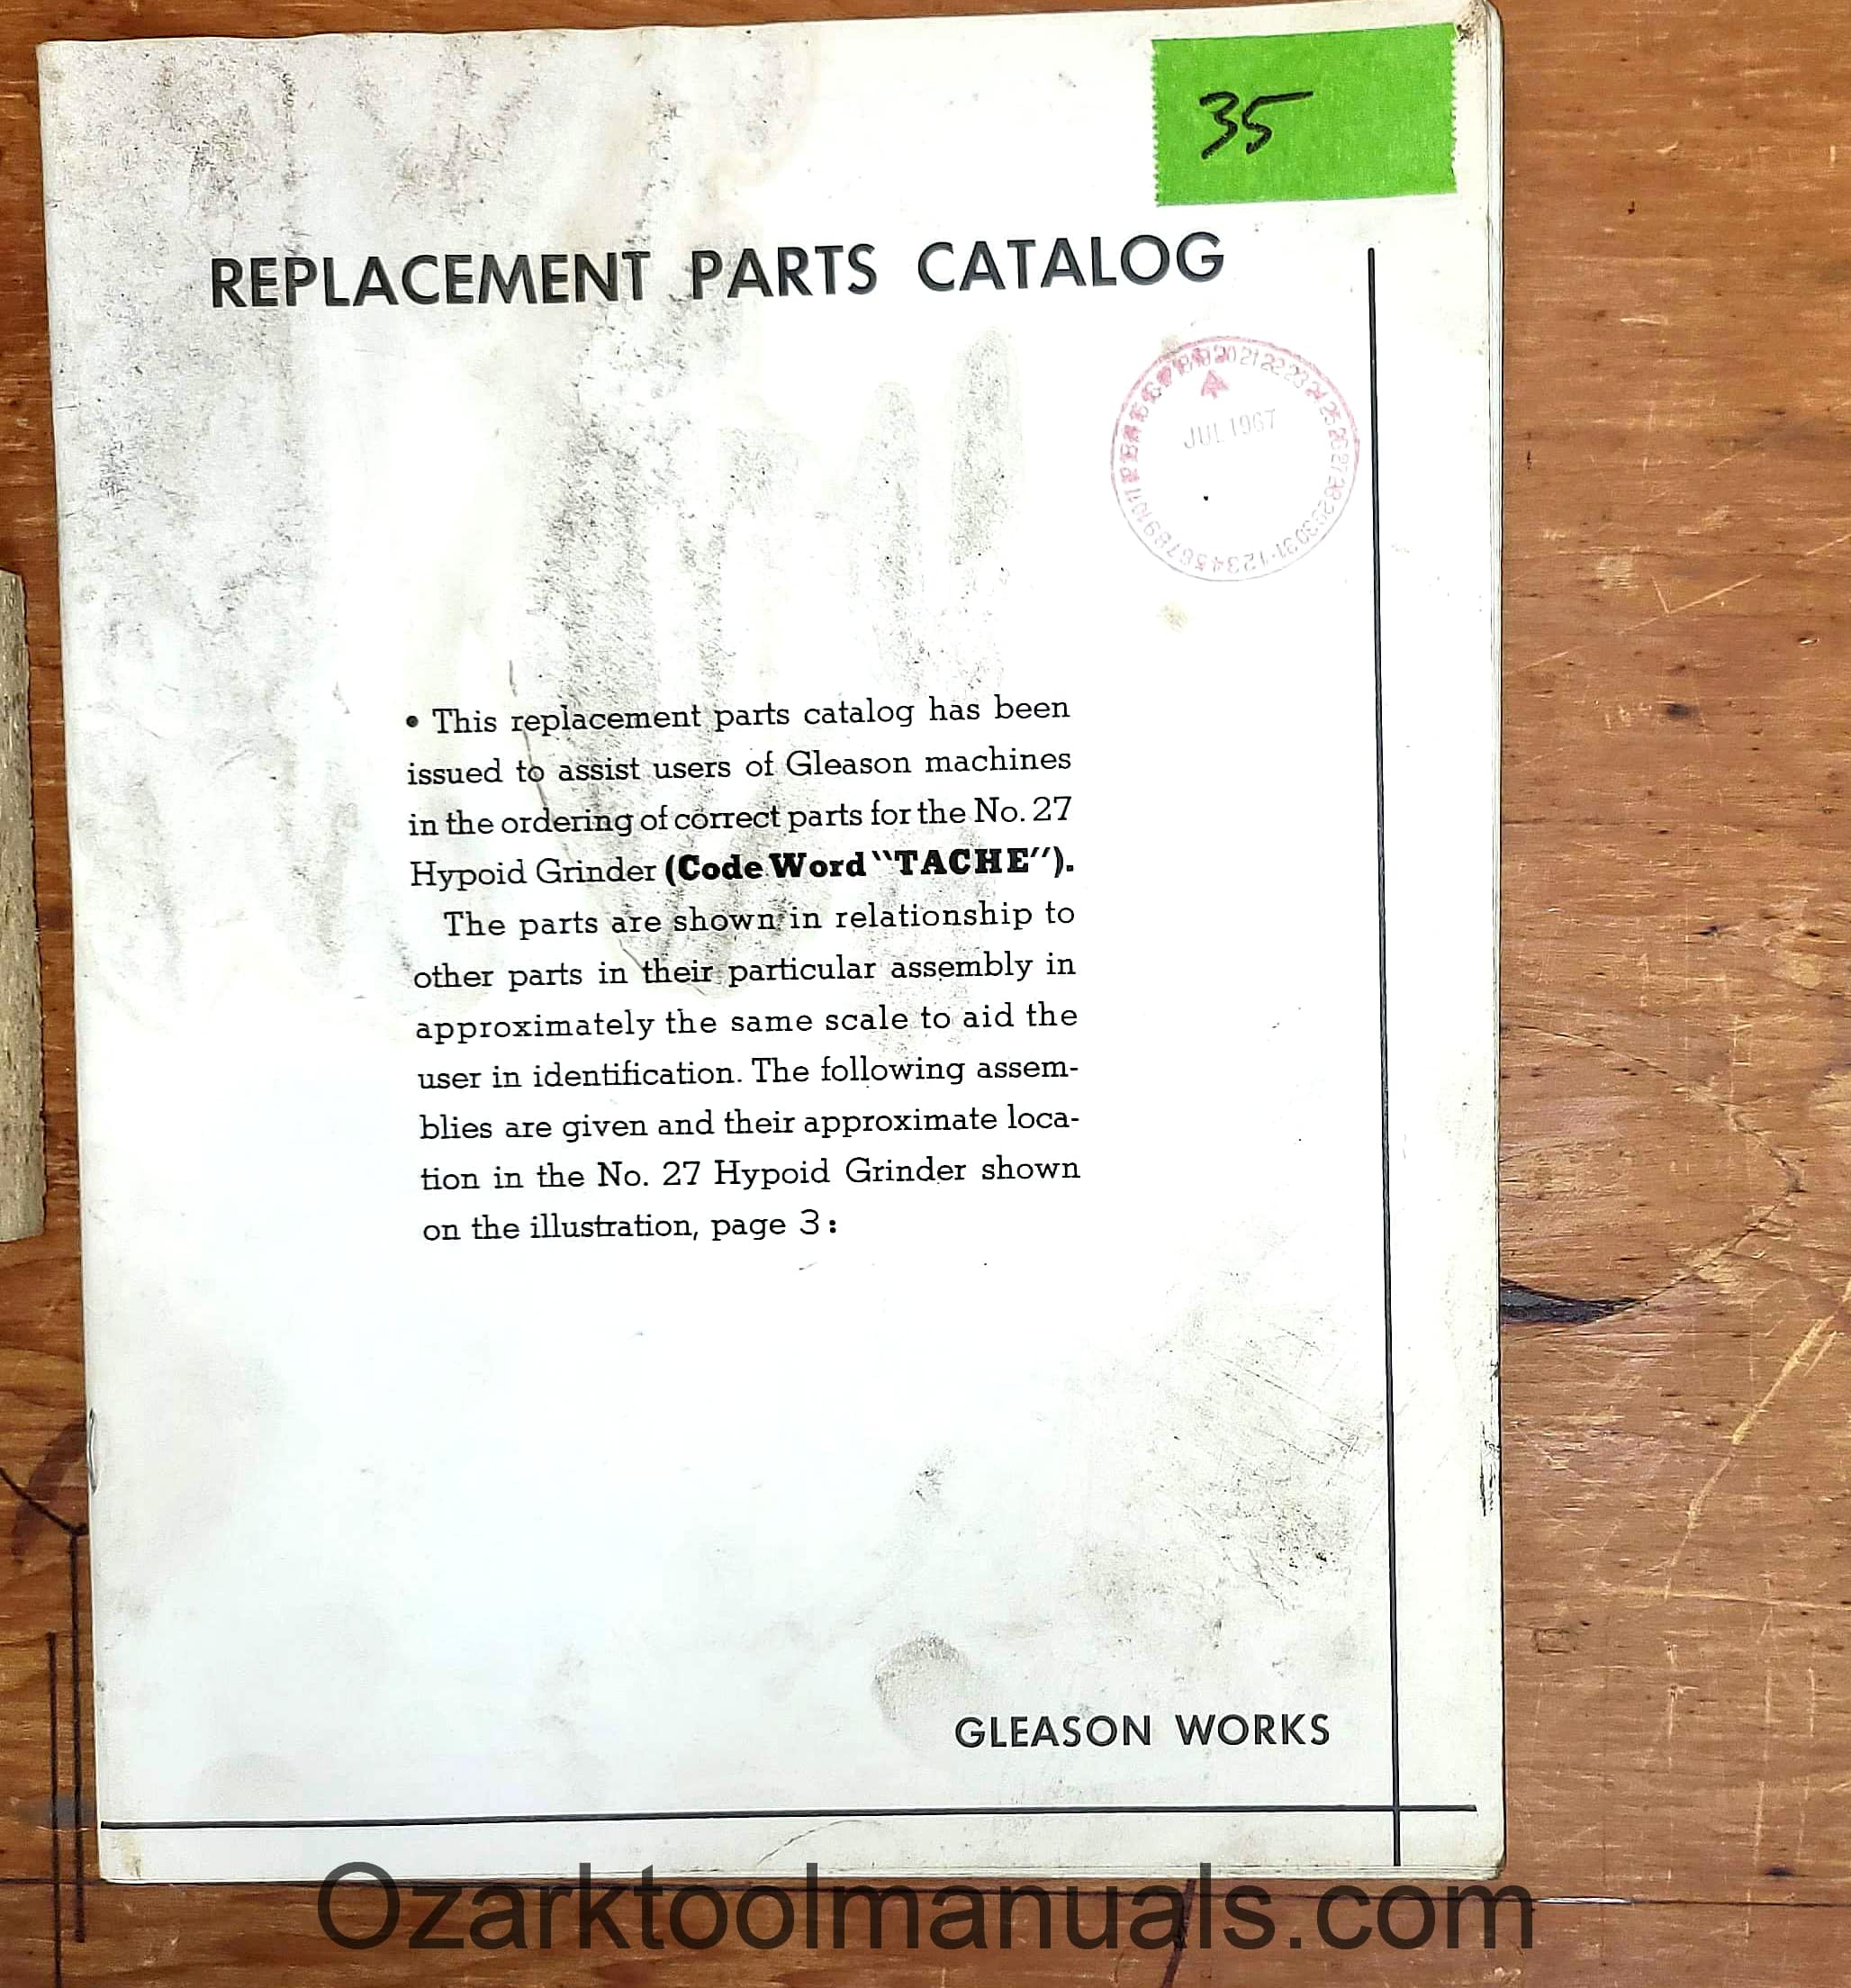 35
REPLACEMENT PARTS CATALOG
JUL 1967
• This replacement parts catalog has been
issued to assist users of Gleason machines
in the ordering of correct parts for the No. 27
Hypoid Grinder (Code Word "TACHE").
The parts are shown in relationship to
other parts in their particular assembly in
approximately the same scale to aid the
user in identification. The following assem-
blies are given and their approximate loca-
tion in the No. 27 Hypoid Grinder shown
on the illustration, page 3:
GLEASON WORKS
Ozarktoolmanuals.com